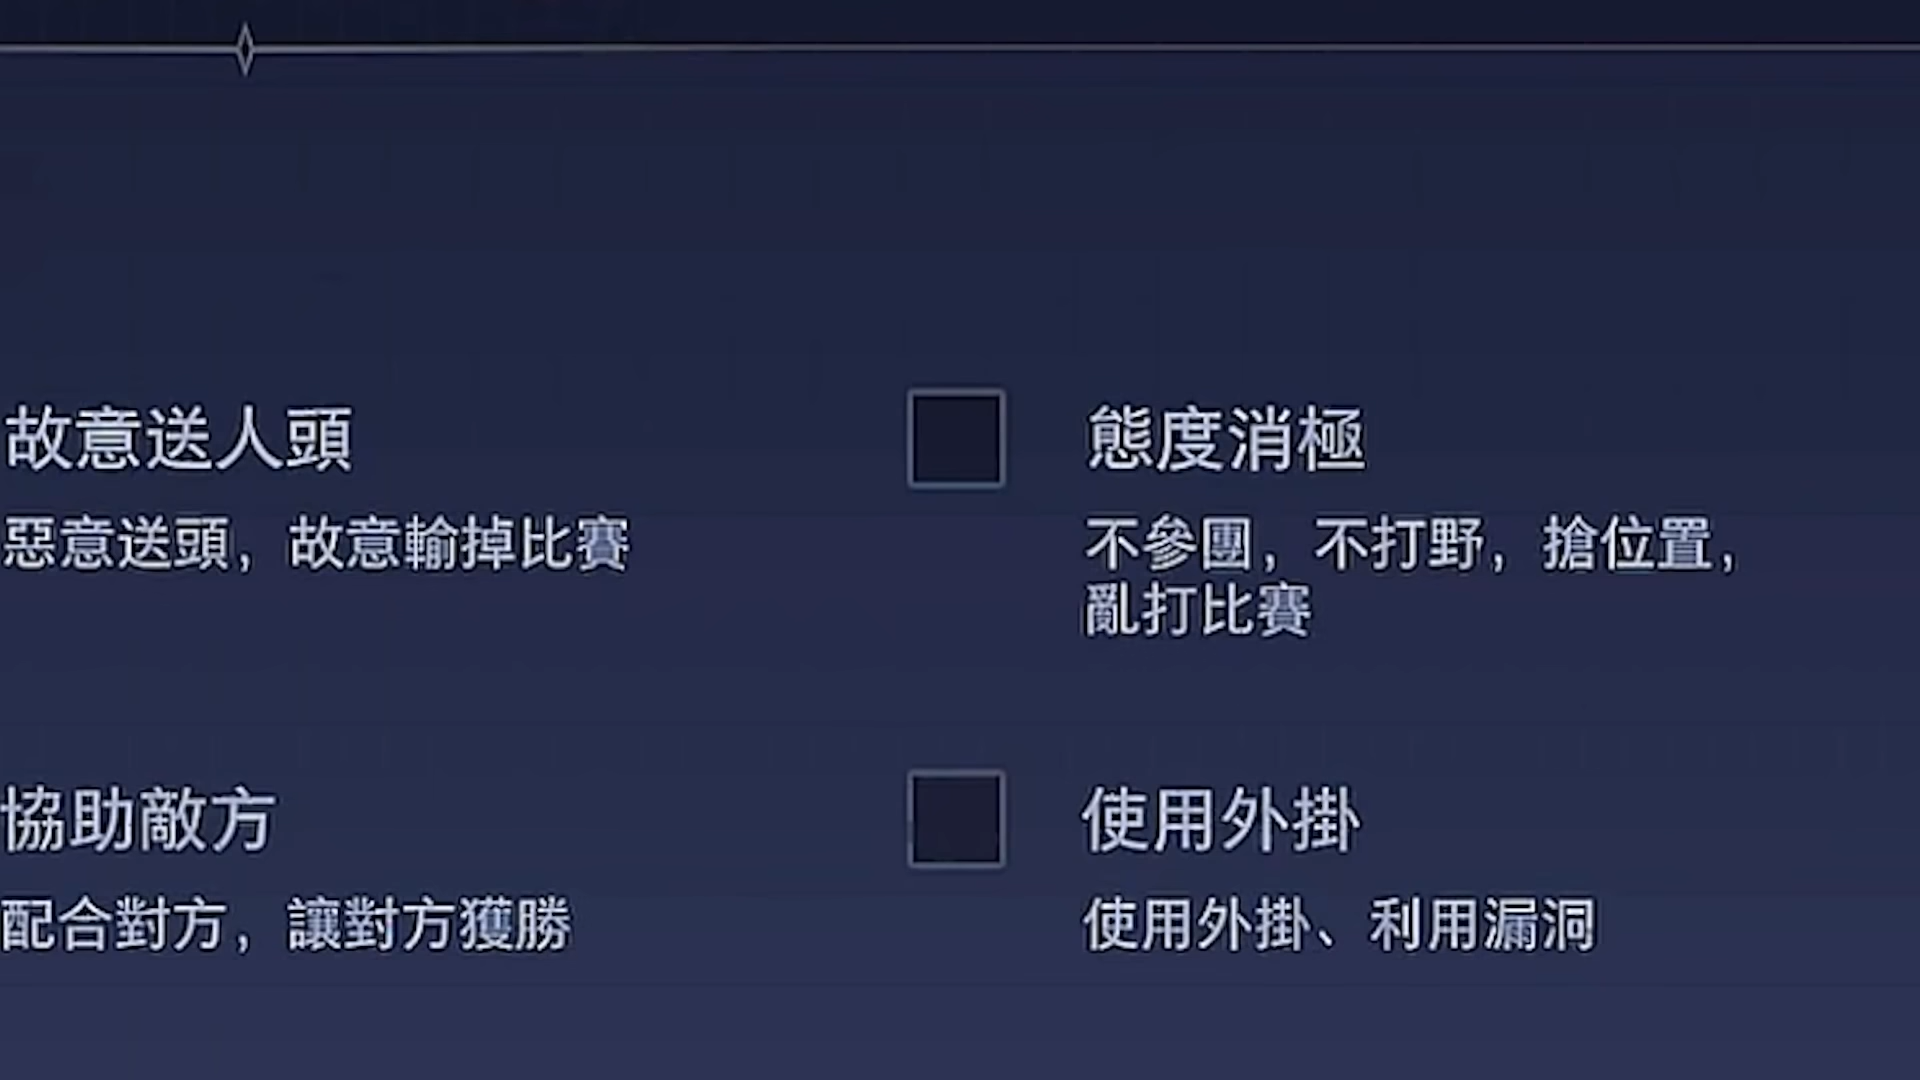 故意送人頭
惡意送頭，故意輸掉比賽
態度消極
不參團，不打野，搶位置，
亂打比賽
協助敵方
配合對方，讓對方獲勝
使用外掛
使用外掛、利用漏洞